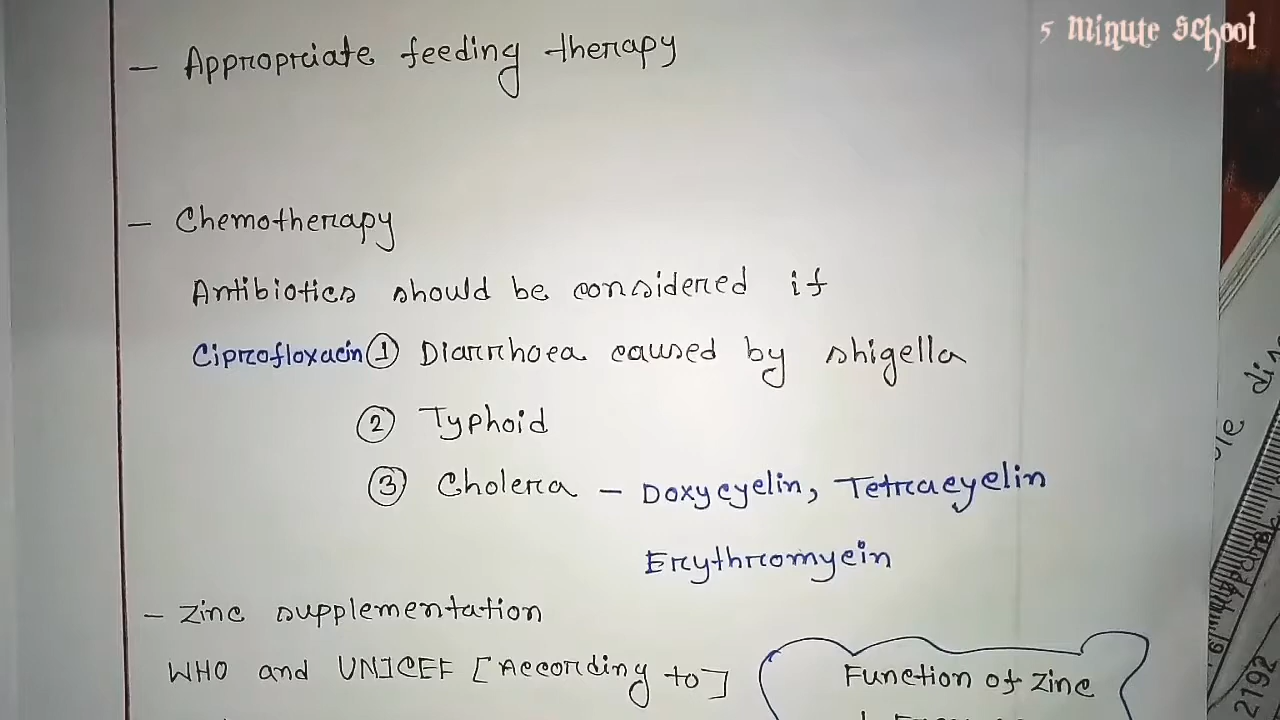 5 Minute School
- Appropriate feeding therapy
- Chemotherapy
Antibiotics should be considered if
Ciprofloxacin ① Diarrhoea caused by shigella
② Typhoid
③ Cholera - Doxycyclin, Tetracyclin
Erythromycin
- Zinc supplementation
WHO and UNICEF [According to]
Function of zinc
2192